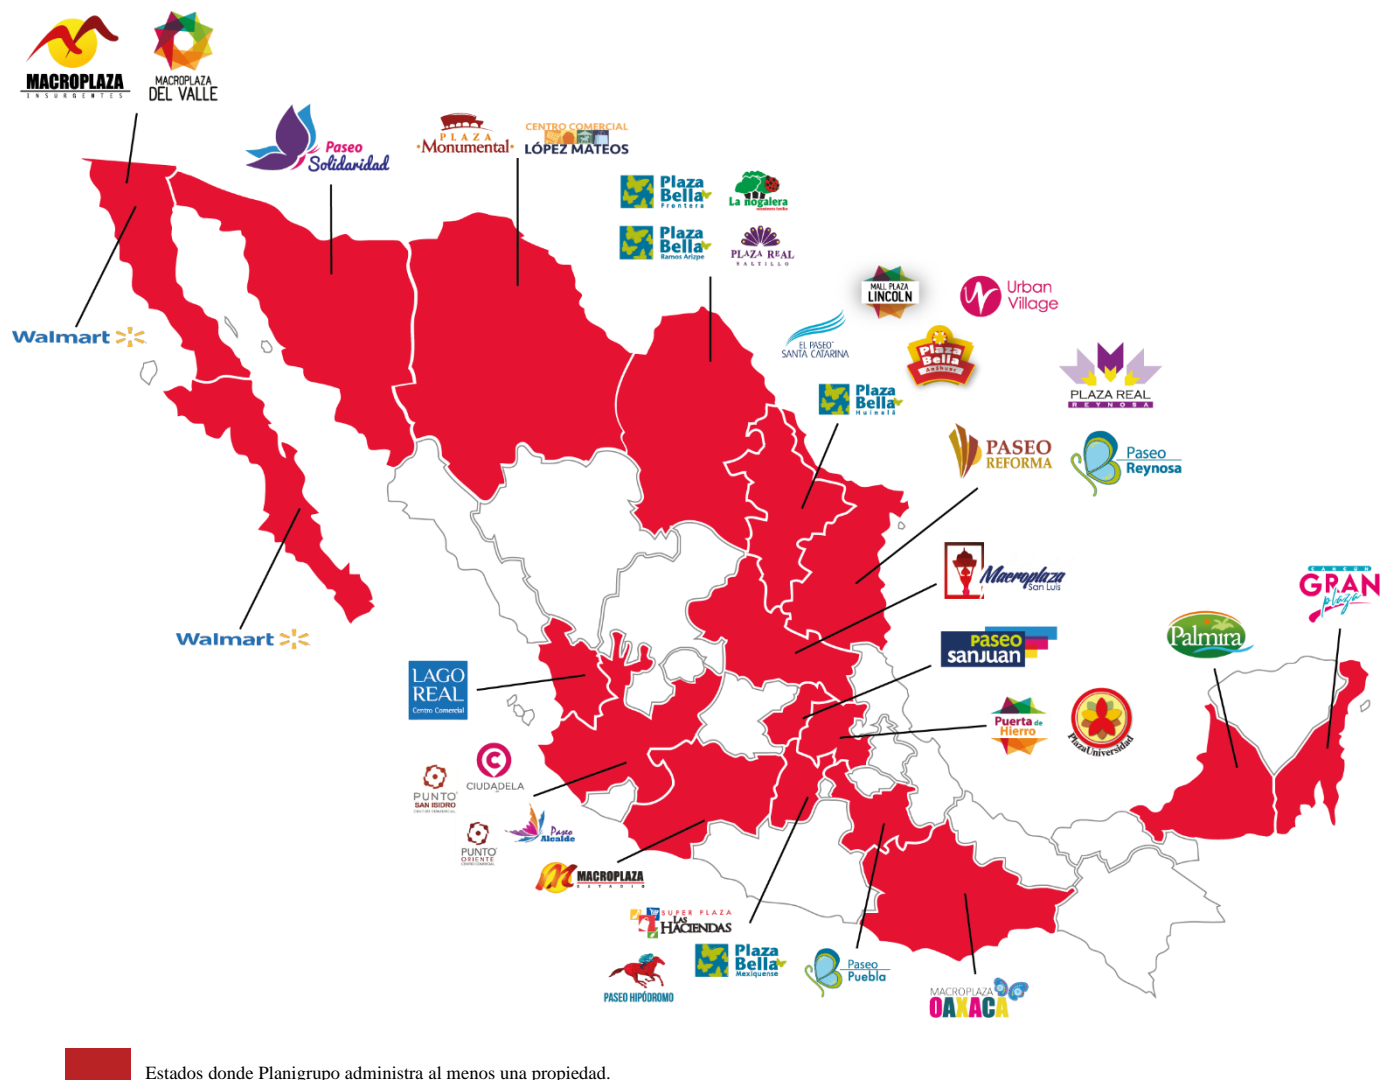 MACROPLAZA
INSURGENTES
MACROPLAZA
DEL VALLE
Paseo
Solidaridad
PLAZA
Monumental
CENTRO COMERCIAL
LÓPEZ MATEOS
Plaza
Bella
Frontera
La nogalera
Plaza
Bella
Ramos Arizpe
PLAZA REAL
SALTILLO
MALL PLAZA
LINCOLN
Urban
Village
EL PASEO
SANTA CATARINA
Plaza
Bella
Anáhuac
PLAZA REAL
REYNOSA
Plaza
Bella
Huinalá
PASEO
REFORMA
Paseo
Reynosa
Walmart
Walmart
Macroplaza
San Luis
CANCÚN
GRAN
plaza
Palmira
paseo
sanjuan
LAGO
REAL
Centro Comercial
Puerta de
Hierro
PlazaUniversidad
CIUDADELA
PUNTO
SAN ISIDRO
CENTRO COMERCIAL
Paseo
Alcalde
PUNTO
ORIENTE
CENTRO COMERCIAL
MACROPLAZA
ESTADIO
SUPER PLAZA
LAS
HACIENDAS
Plaza
Bella
Mexiquense
PASEO HIPÓDROMO
Paseo
Puebla
MACROPLAZA
OAXACA
Estados donde Planigrupo administra al menos una propiedad.